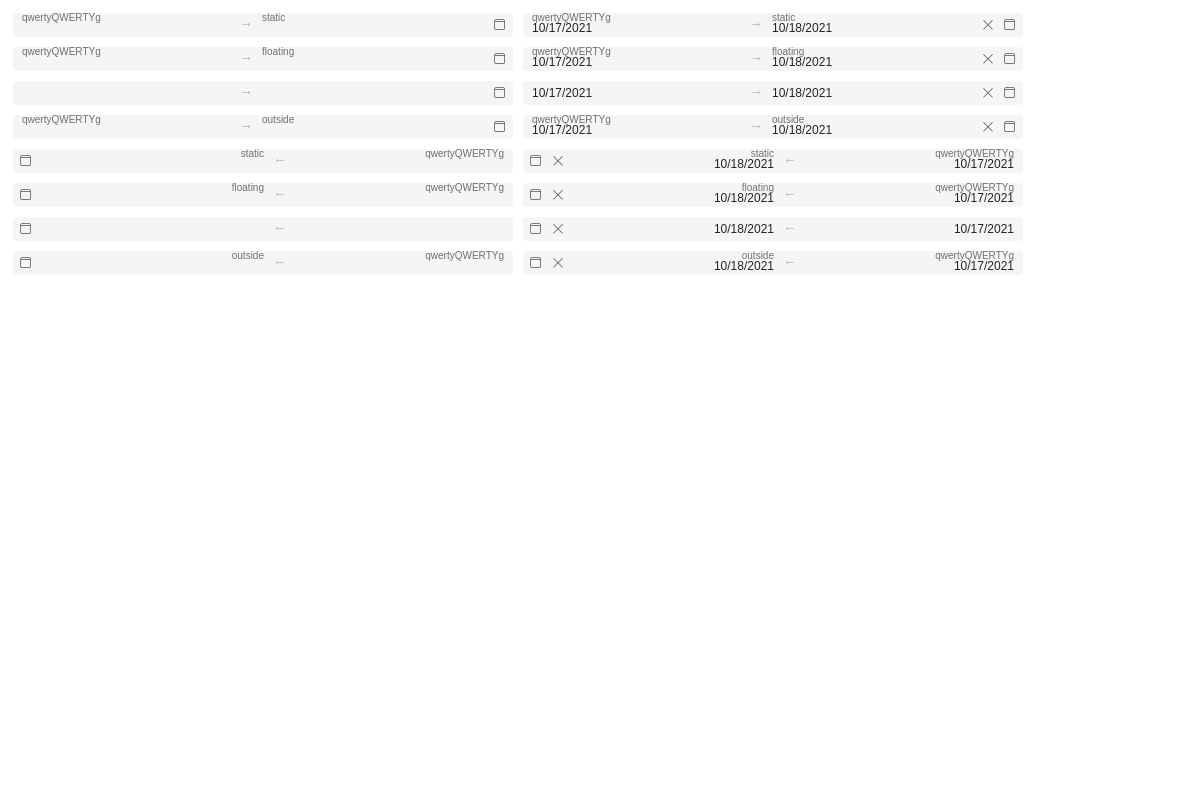 qwertyQWERTYg → static
qwertyQWERTYg → static
10/17/2021 10/18/2021
qwertyQWERTYg → floating
qwertyQWERTYg → floating
10/17/2021 10/18/2021
→
10/17/2021 → 10/18/2021
qwertyQWERTYg → outside
qwertyQWERTYg → outside
10/17/2021 10/18/2021
static ← qwertyQWERTYg
static ← qwertyQWERTYg
10/18/2021 10/17/2021
floating ← qwertyQWERTYg
floating ← qwertyQWERTYg
10/18/2021 10/17/2021
←
10/18/2021 ← 10/17/2021
outside ← qwertyQWERTYg
outside ← qwertyQWERTYg
10/18/2021 10/17/2021